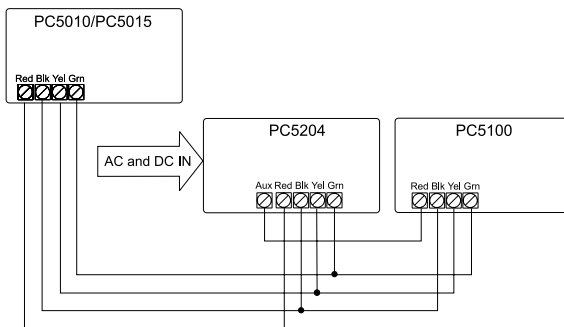 PC5010/PC5015
Red Blk Yel Grn
AC and DC IN
PC5204
Aux Red Blk Yel Grn
PC5100
Red Blk Yel Grn